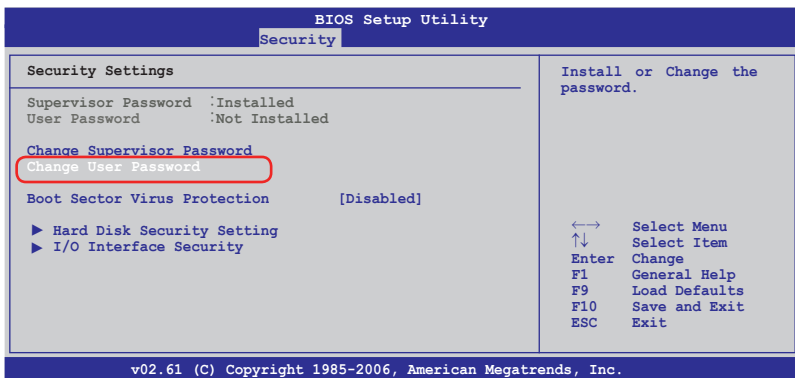 BIOS Setup Utility
Security
Security Settings
Supervisor Password :Installed
User Password :Not Installed
Change Supervisor Password
Change User Password
Boot Sector Virus Protection [Disabled]
▶ Hard Disk Security Setting
▶ I/O Interface Security
Install or Change the
password.
←→ Select Menu
↑↓ Select Item
Enter Change
F1 General Help
F9 Load Defaults
F10 Save and Exit
ESC Exit
v02.61 (C) Copyright 1985-2006, American Megatrends, Inc.